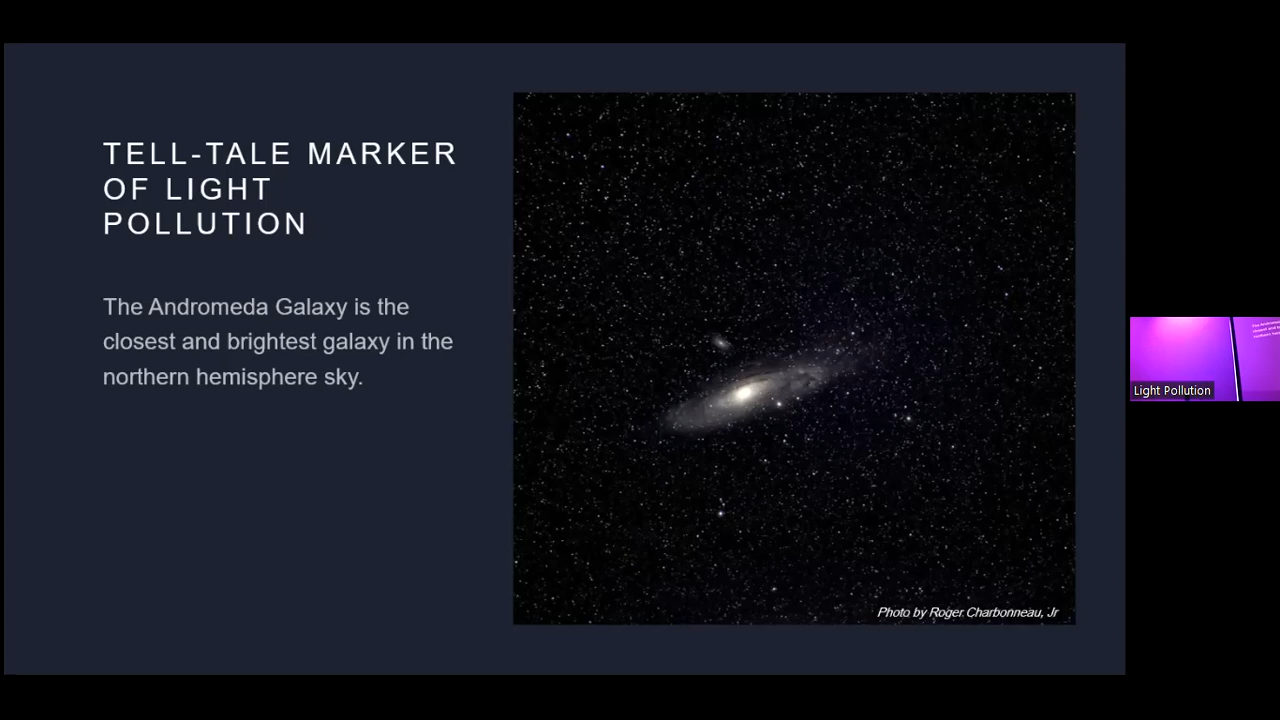 TELL-TALE MARKER
OF LIGHT
POLLUTION
The Andromeda Galaxy is the
closest and brightest galaxy in the
northern hemisphere sky.
Photo by Roger Charbonneau, Jr
Light Pollution